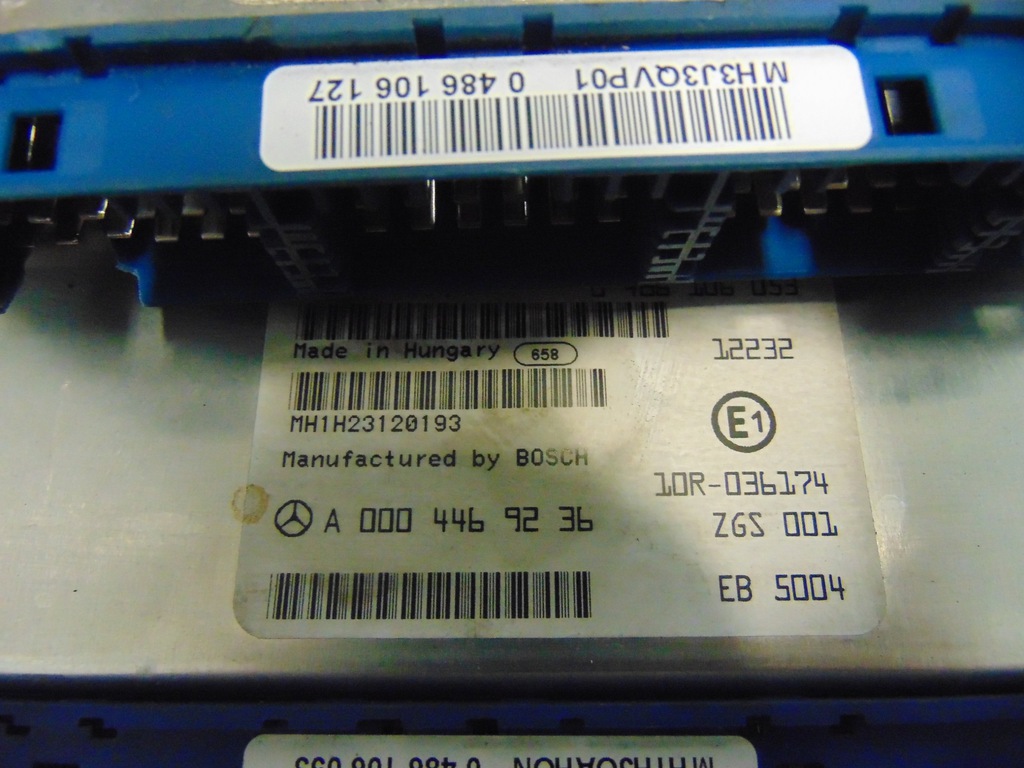 MH3J3QVP01 0 486 106 127
Made in Hungary 658
12232
MH1H23120193
E1
Manufactured by BOSCH
10R-036174
A 000 446 92 36
ZGS 001
EB 5004